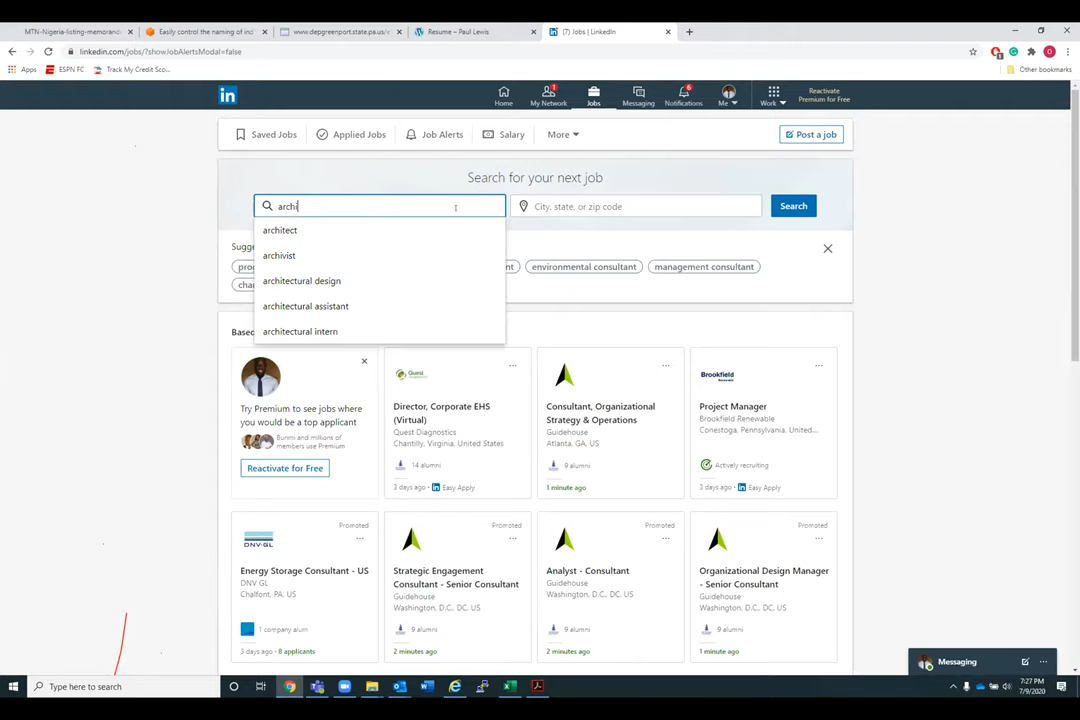 MTN-Nigeria-listing-memorand
Easily control the naming of ind
www.depgreenport.state.pa.us/e
Resume – Paul Lewis
(7) Jobs | LinkedIn
linkedin.com/jobs/?showJobAlertsModal=false
Apps
ESPN FC
Track My Credit Sco...
Other bookmarks
in
Home
My Network
Jobs
Messaging
Notifications
Me
Work
Reactivate
Premium for Free
Saved Jobs
Applied Jobs
Job Alerts
Salary
More
Post a job
Search for your next job
archi
City, state, or zip code
Search
architect
archivist
architectural design
architectural assistant
architectural intern
environmental consultant
management consultant
Try Premium to see jobs where
you would be a top applicant
Bunmi and millions of
members use Premium
Reactivate for Free
Quest
Director, Corporate EHS
(Virtual)
Quest Diagnostics
Chantilly, Virginia, United States
14 alumni
3 days ago • in Easy Apply
Consultant, Organizational
Strategy & Operations
Guidehouse
Atlanta, GA, US
9 alumni
1 minute ago
Brookfield
Project Manager
Brookfield Renewable
Conestoga, Pennsylvania, United...
Actively recruiting
3 days ago • in Easy Apply
DNV·GL
Promoted
Energy Storage Consultant - US
DNV GL
Chalfont, PA, US
1 company alum
3 days ago • 8 applicants
Promoted
Strategic Engagement
Consultant - Senior Consultant
Guidehouse
Washington, D.C., DC, US
9 alumni
2 minutes ago
Promoted
Analyst - Consultant
Guidehouse
Washington, D.C., DC, US
9 alumni
2 minutes ago
Promoted
Organizational Design Manager
- Senior Consultant
Guidehouse
Washington, D.C., DC, US
9 alumni
1 minute ago
Messaging
Type here to search
7:27 PM
7/9/2020